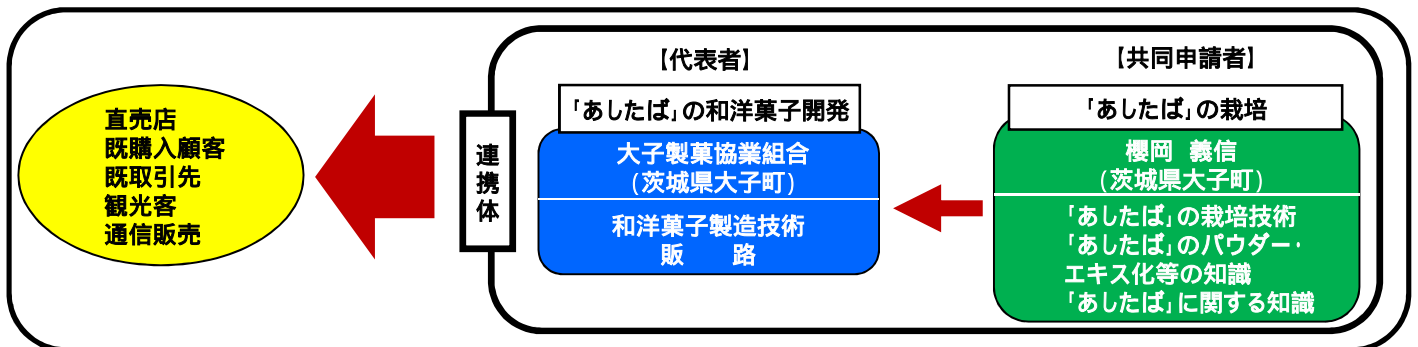 直売店
既購入顧客
既取引先
観光客
通信販売
連携体
【代表者】
「あしたば」の和洋菓子開発
大子製菓協業組合
(茨城県大子町)
和洋菓子製造技術
販　路
【共同申請者】
「あしたば」の栽培
櫻岡　義信
(茨城県大子町)
「あしたば」の栽培技術
「あしたば」のパウダー・
エキス化等の知識
「あしたば」に関する知識